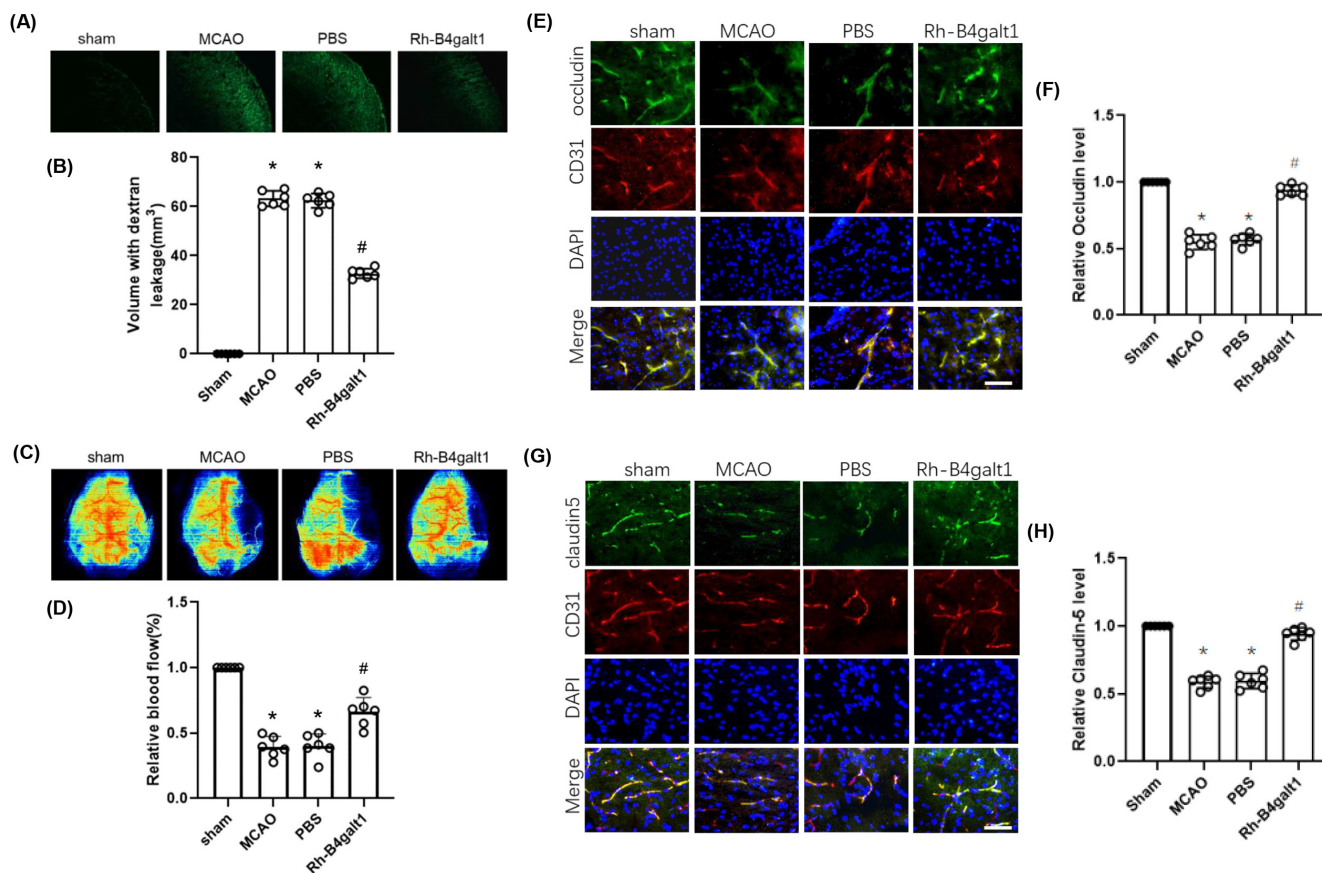 (A)
sham MCAO PBS Rh-B4galt1
(B)
Volume with dextran
leakage(mm³)
80
60
40
20
0
* * #
Sham
MCAO
PBS
Rh-B4galt1
(C)
sham MCAO PBS Rh-B4galt1
(D)
Relative blood flow(%)
1.5
1.0
0.5
0.0
* * #
sham
MCAO
PBS
Rh-B4galt1
(E)
sham MCAO PBS Rh-B4galt1
occludin
CD31
DAPI
Merge
(F)
Relative Occludin level
1.5
1.0
0.5
0.0
* * #
Sham
MCAO
PBS
Rh-B4galt1
(G)
sham MCAO PBS Rh-B4galt1
claudin5
CD31
DAPI
Merge
(H)
Relative Claudin-5 level
1.5
1.0
0.5
0.0
* * #
Sham
MCAO
PBS
Rh-B4galt1